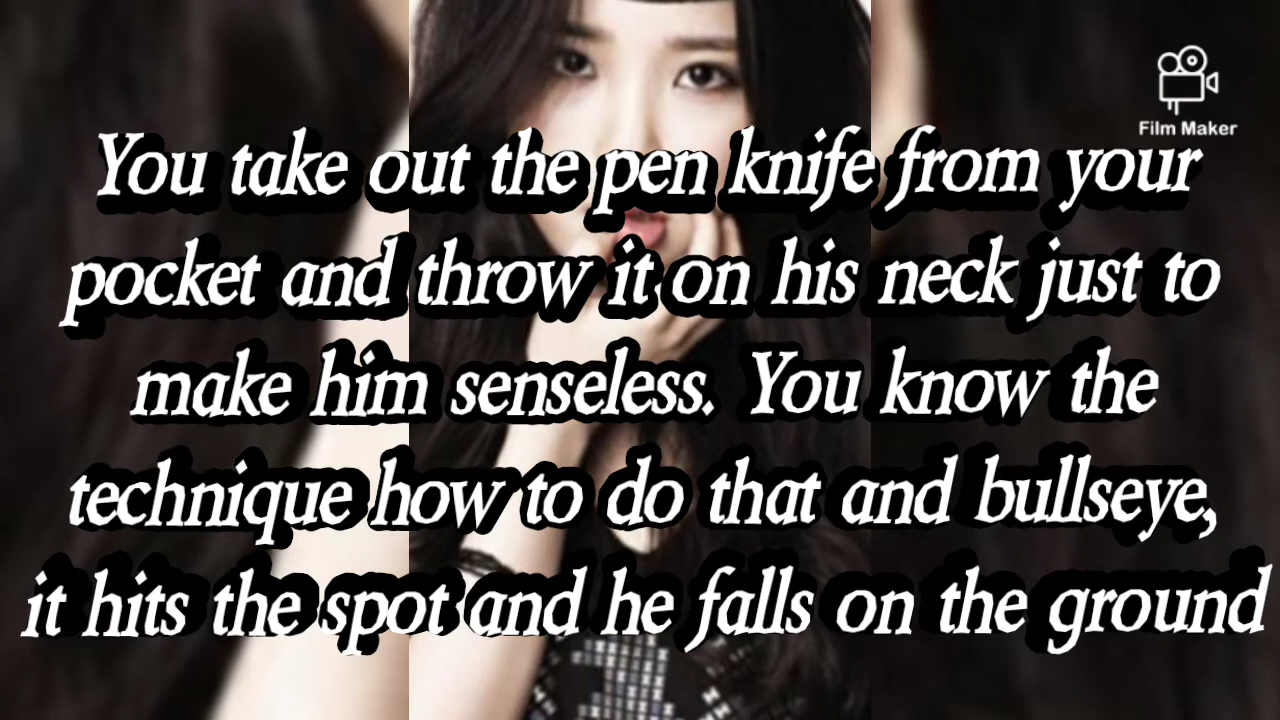 Film Maker
You take out the pen knife from your
pocket and throw it on his neck just to
make him senseless. You know the
technique how to do that and bullseye,
it hits the spot and he falls on the ground